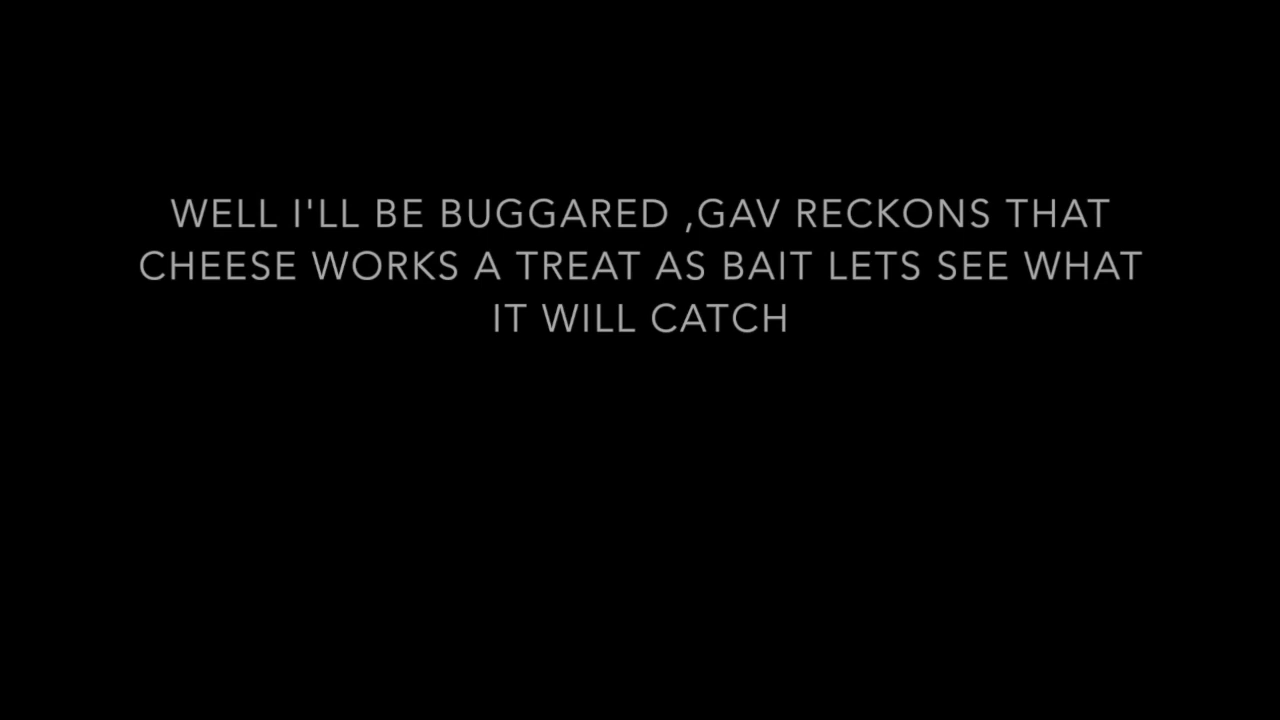 WELL I'LL BE BUGGARED ,GAV RECKONS THAT
CHEESE WORKS A TREAT AS BAIT LETS SEE WHAT
IT WILL CATCH